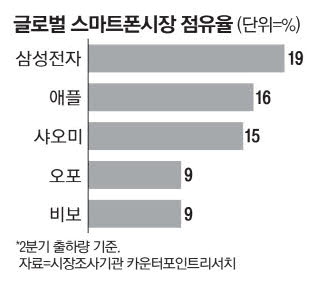 글로벌 스마트폰시장 점유율 (단위=%)
삼성전자 19
애플 16
샤오미 15
오포 9
비보 9
*2분기 출하량 기준.
자료=시장조사기관 카운터포인트리서치